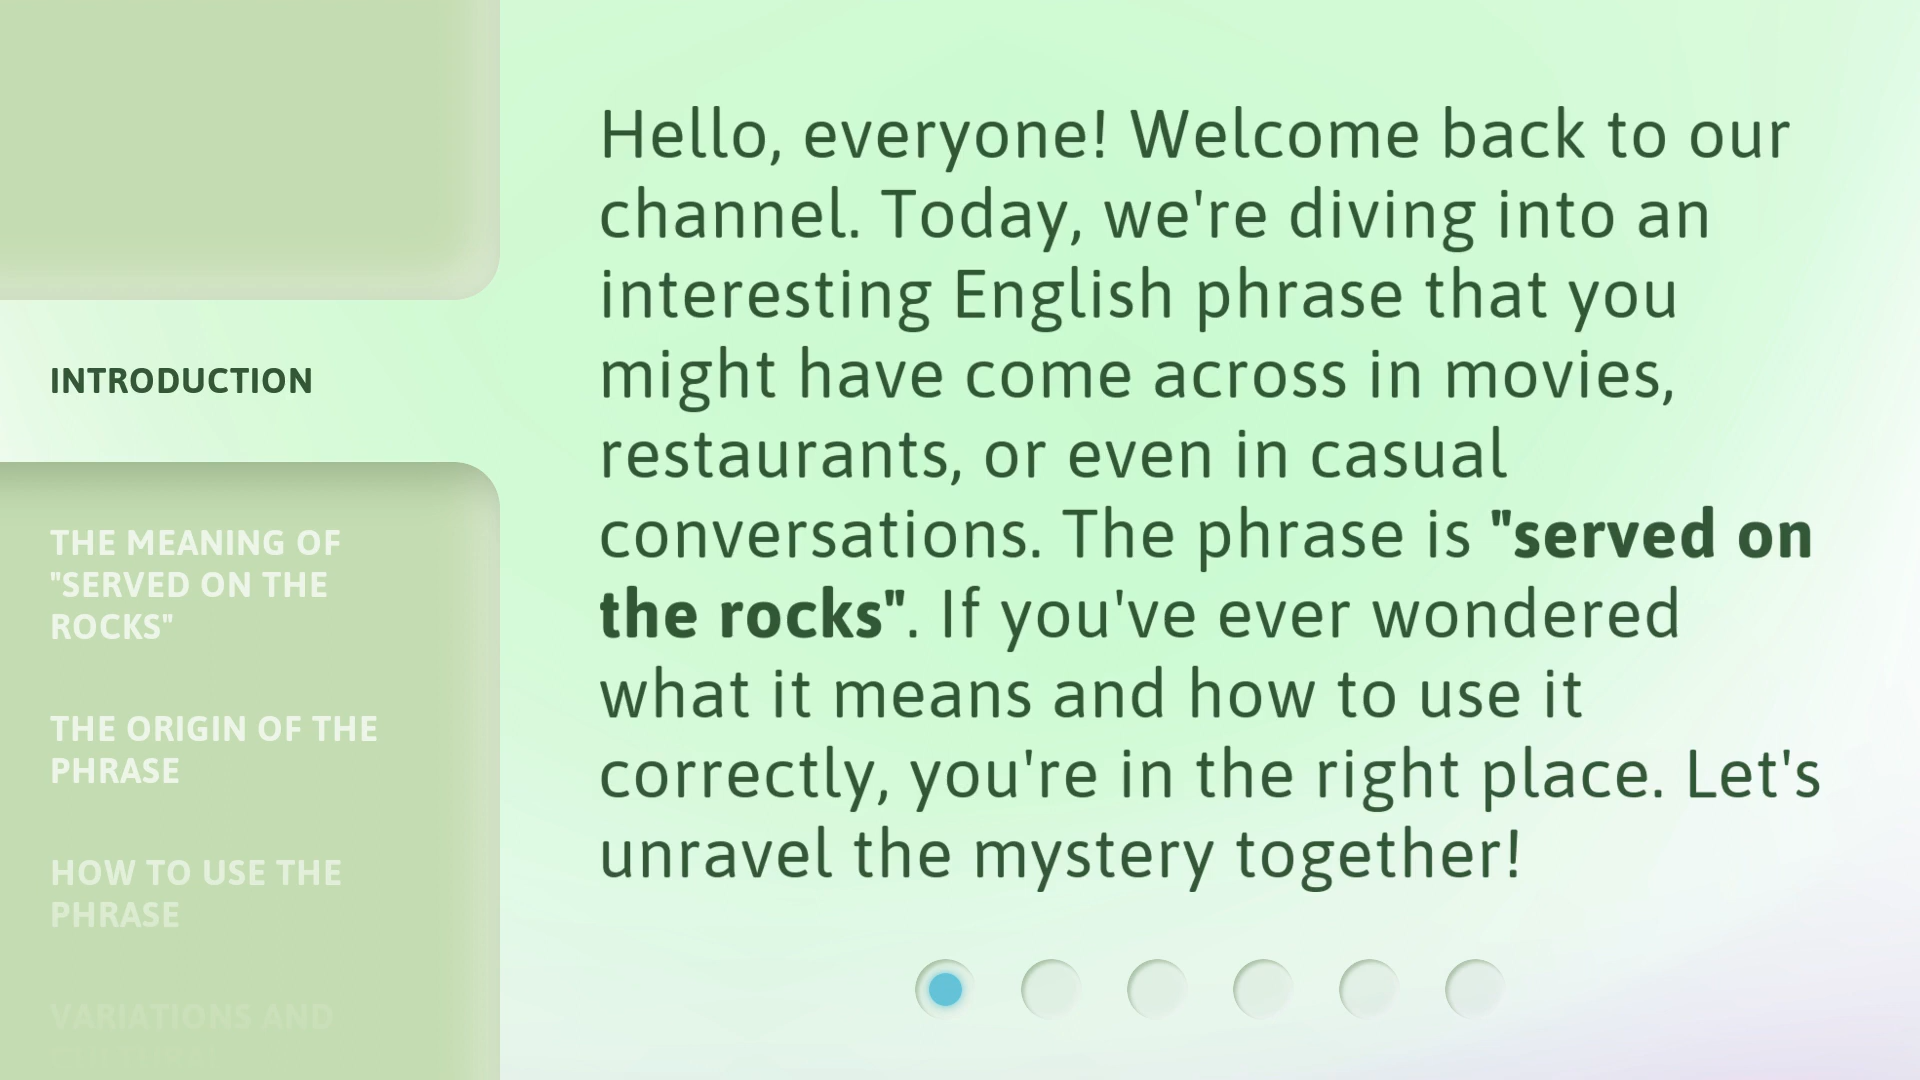 INTRODUCTION
THE MEANING OF
"SERVED ON THE
ROCKS"
THE ORIGIN OF THE
PHRASE
HOW TO USE THE
PHRASE
VARIATIONS AND
CULTURAL
Hello, everyone! Welcome back to our
channel. Today, we're diving into an
interesting English phrase that you
might have come across in movies,
restaurants, or even in casual
conversations. The phrase is "served on
the rocks". If you've ever wondered
what it means and how to use it
correctly, you're in the right place. Let's
unravel the mystery together!